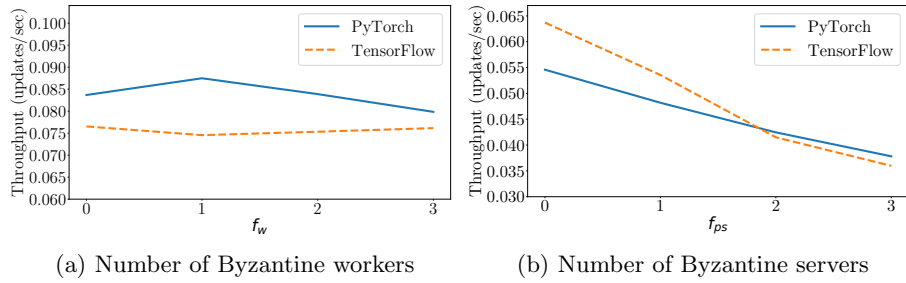 0.100
0.095
0.090
0.085
0.080
0.075
0.070
0.065
0.060
Throughput (updates/sec)
PyTorch
TensorFlow
0 1 2 3
f_w
(a) Number of Byzantine workers
0.065
0.060
0.055
0.050
0.045
0.040
0.035
0.030
Throughput (updates/sec)
PyTorch
TensorFlow
0 1 2 3
f_ps
(b) Number of Byzantine servers